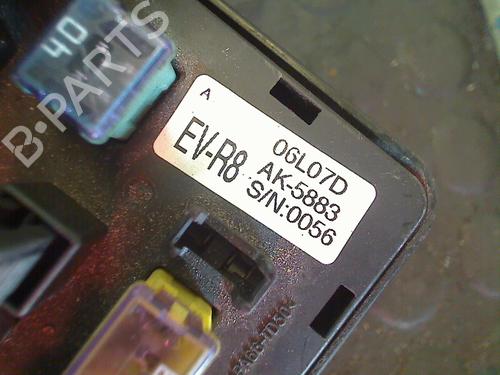 40
B-PARTS
A
EV-R8
06L07D
AK-5883
S/N:0056